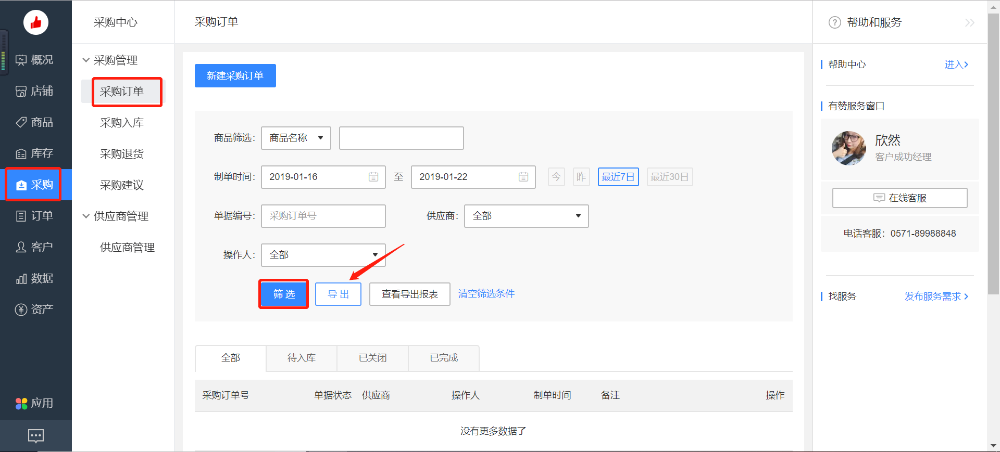 概况
店铺
商品
库存
采购
订单
客户
数据
资产
应用
采购中心
采购管理
采购订单
采购入库
采购退货
采购建议
供应商管理
供应商管理
采购订单
新建采购订单
商品筛选： 商品名称
制单时间： 2019-01-16 至 2019-01-22 今 昨 最近7日 最近30日
单据编号： 采购订单号 供应商： 全部
操作人： 全部
筛 选 导 出 查看导出报表 清空筛选条件
全部 待入库 已关闭 已完成
采购订单号 单据状态 供应商 操作人 制单时间 备注 操作
没有更多数据了
? 帮助和服务
帮助中心 进入
有赞服务窗口
欣然
客户成功经理
在线客服
电话客服：0571-89988848
找服务 发布服务需求